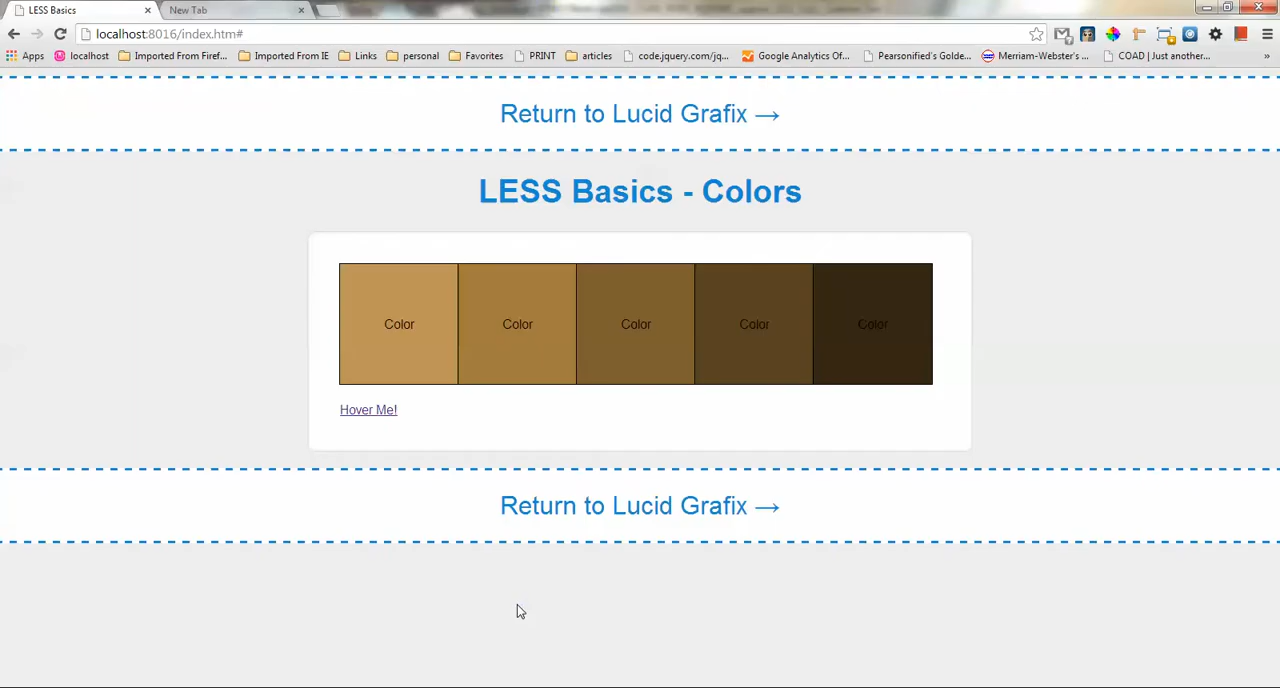 LESS Basics
New Tab
localhost:8016/index.htm#
Apps localhost Imported From Firef... Imported From IE Links personal Favorites PRINT articles code.jquery.com/jq... Google Analytics Of... Pearsonified's Golde... Merriam-Webster's ... COAD | Just another... »
Return to Lucid Grafix →
LESS Basics - Colors
Color Color Color Color Color
Hover Me!
Return to Lucid Grafix →